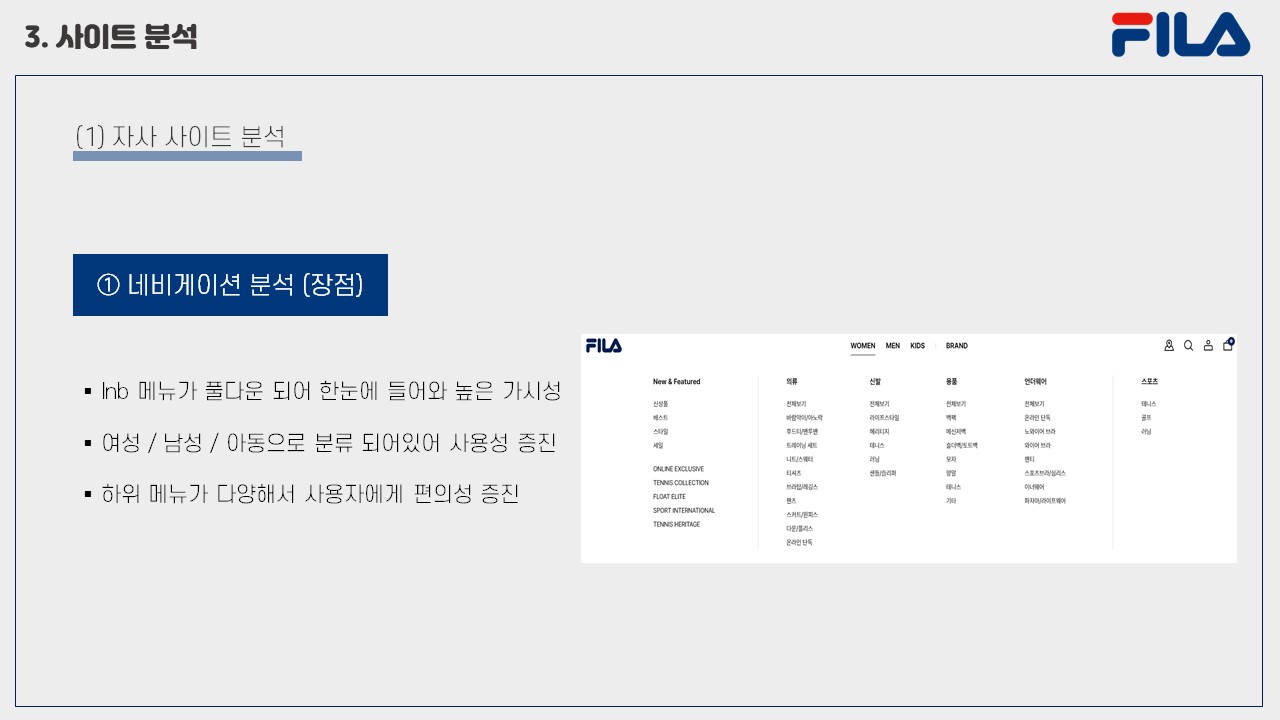 3. 사이트 분석
FILA
(1) 자사 사이트 분석
① 네비게이션 분석 (장점)
lnb 메뉴가 풀다운 되어 한눈에 들어와 높은 가시성
여성 / 남성 / 아동으로 분류 되어있어 사용성 증진
하위 메뉴가 다양해서 사용자에게 편의성 증진
FILA
WOMEN MEN KIDS BRAND
0
New & Featured
신상품
베스트
스타일
세일
ONLINE EXCLUSIVE
TENNIS COLLECTION
FLOAT ELITE
SPORT INTERNATIONAL
TENNIS HERITAGE
의류
전체보기
바람막이/아노락
후드티/맨투맨
트레이닝 세트
니트/스웨터
티셔츠
브라탑/레깅스
팬츠
스커트/원피스
다운/플리스
온라인 단독
신발
전체보기
라이프스타일
헤리티지
테니스
러닝
샌들/슬리퍼
용품
전체보기
백팩
메신저백
숄더백/토트백
모자
양말
테니스
기타
언더웨어
전체보기
온라인 단독
노와이어 브라
와이어 브라
팬티
스포츠브라/심리스
이너웨어
파자마/라이프웨어
스포츠
테니스
골프
러닝